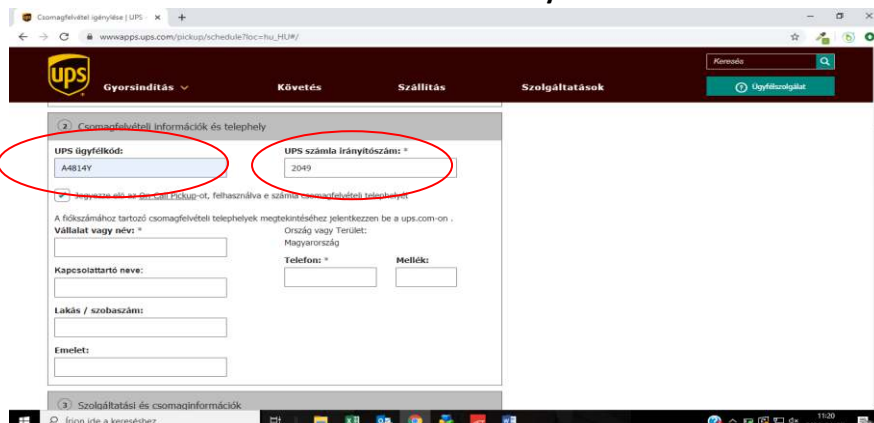 Csomagfelvétel igénylése | UPS -
wwwapps.ups.com/pickup/schedule?loc=hu_HU#/
Keresés
ups
Gyorsindítás Követés Szállítás Szolgáltatások
Ügyfélszolgálat
2 Csomagfelvételi információk és telephely
UPS ügyfélkód: UPS számla irányítószám: *
A4814Y 2049
Jegyezze elő az On-Call Pickup-ot, felhasználva e számla csomagfelvételi telephelyét
A fiókszámához tartozó csomagfelvételi telephelyek megtekintéséhez jelentkezzen be a ups.com-on .
Vállalat vagy név: * Ország vagy Terület:
Magyarország
Telefon: * Mellék:
Kapcsolattartó neve:
Lakás / szobaszám:
Emelet:
3 Szolgáltatási és csomaginformációk
Írjon ide a kereséshez
11:20